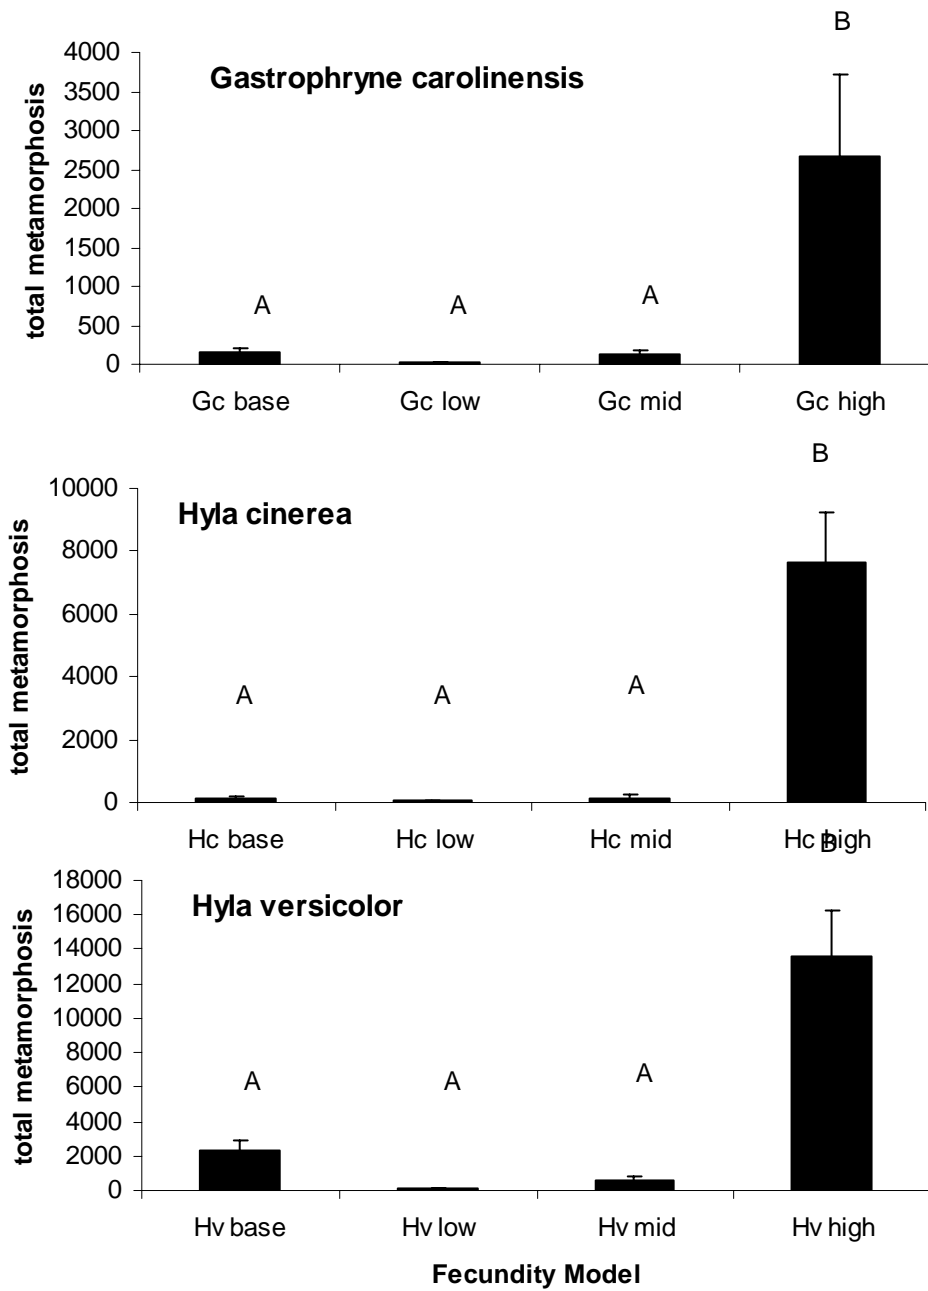 B
4000
Gastrophryne carolinensis
3500
3000
2500
2000
1500
1000
500
0
total metamorphosis
A
A
A
Gc base
Gc low
Gc mid
Gc high
B
10000
Hyla cinerea
8000
6000
4000
2000
0
total metamorphosis
A
A
A
Hc base
Hc low
Hc mid
Hc high
B
18000
Hyla versicolor
16000
14000
12000
10000
8000
6000
4000
2000
0
total metamorphosis
A
A
A
Hv base
Hv low
Hv mid
Hv high
Fecundity Model